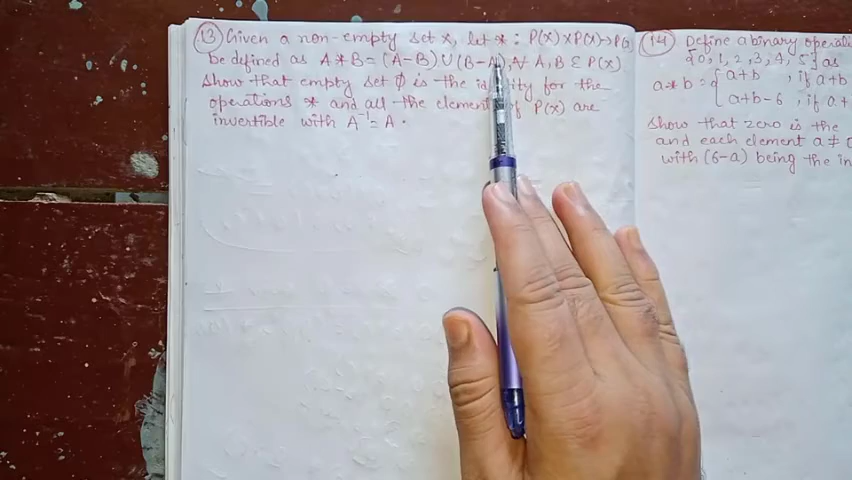 (13) Given a non-empty set x, let * : P(x) x P(x) → P(x)
be defined as A * B = (A - B) U (B - A), ∀ A, B Ɛ P(x)
show that empty set ϕ is the identity for the
operations * and all the element of P(x) are
invertible with A⁻¹ = A .
(14) Define a binary operati
{0, 1, 2, 3, 4, 5} as
a * b = { a+b , if a+b
a+b-6 , if a+
show that zero is the
and each element a ≠ 0
with (6-a) being the in